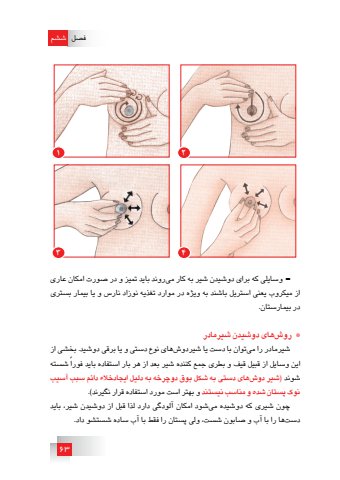 فصل ششم
۱
۲
۳
۴
– وسایلی که برای دوشیدن شیر به کار می‌روند باید تمیز و در صورت امکان عاری
از میکروب یعنی استریل باشند به ویژه در موارد تغذیه نوزاد نارس و یا بیمار بستری
در بیمارستان.
* روش‌های دوشیدن شیرمادر
شیرمادر را می‌توان با دست یا شیردوش‌های نوع دستی و یا برقی دوشید. بخشی از
این وسایل از قبیل قیف و بطری جمع کننده شیر بعد از هر بار استفاده باید فوراً شسته
شوند (شیر دوش‌های دستی به شکل بوق دوچرخه به دلیل ایجادخلاء دائم سبب آسیب
نوک پستان شده و مناسب نیستند و بهتر است مورد استفاده قرار نگیرند).
چون شیری که دوشیده می‌شود امکان آلودگی دارد لذا قبل از دوشیدن شیر، باید
دست‌ها را با آب و صابون شست، ولی پستان را فقط با آب ساده شستشو داد.
۶۳